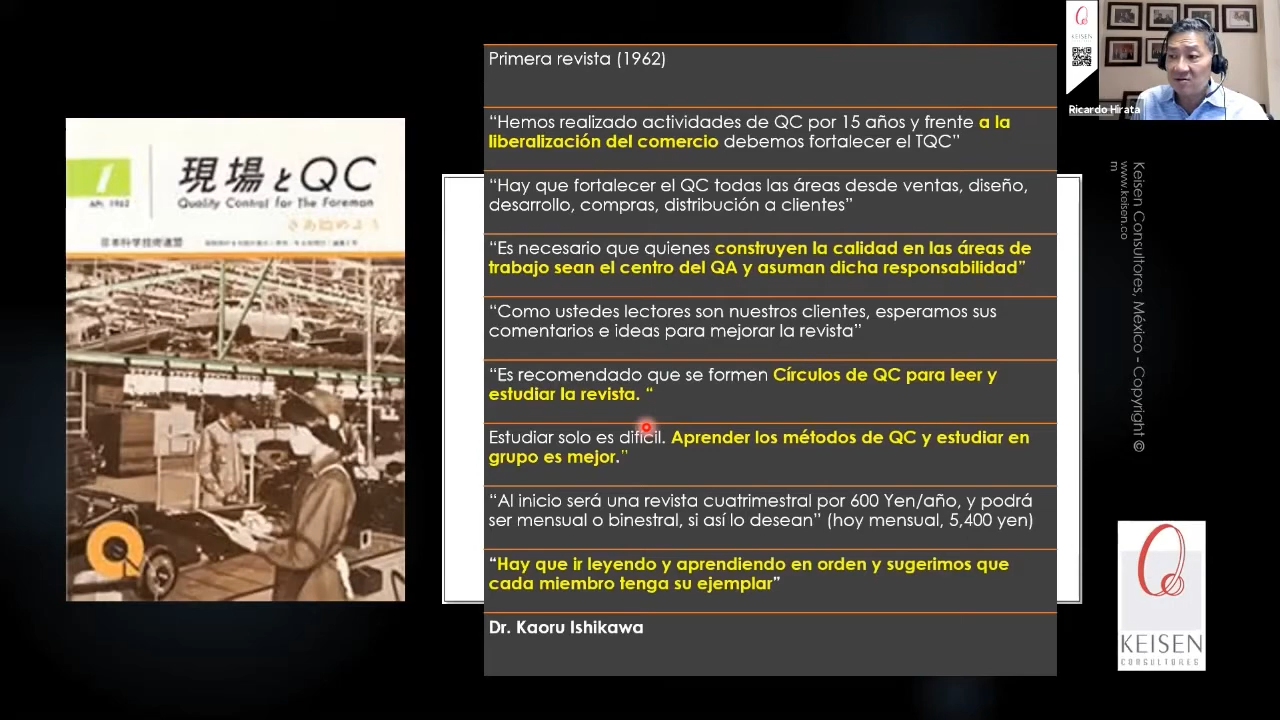 1
APL. 1962
現場とQC
Quality Control for The Foreman
日本科学技術連盟
Primera revista (1962)
“Hemos realizado actividades de QC por 15 años y frente a la
liberalización del comercio debemos fortalecer el TQC”
“Hay que fortalecer el QC todas las áreas desde ventas, diseño,
desarrollo, compras, distribución a clientes”
“Es necesario que quienes construyen la calidad en las áreas de
trabajo sean el centro del QA y asuman dicha responsabilidad”
“Como ustedes lectores son nuestros clientes, esperamos sus
comentarios e ideas para mejorar la revista”
“Es recomendado que se formen Círculos de QC para leer y
estudiar la revista. “
Estudiar solo es difícil. Aprender los métodos de QC y estudiar en
grupo es mejor.”
“Al inicio será una revista cuatrimestral por 600 Yen/año, y podrá
ser mensual o binestral, si así lo desean” (hoy mensual, 5,400 yen)
“Hay que ir leyendo y aprendiendo en orden y sugerimos que
cada miembro tenga su ejemplar”
Dr. Kaoru Ishikawa
KEISEN
Ricardo Hirata
Keisen Consultores, México - Copyright ©
www.keisen.co
m
KEISEN
CONSULTORES